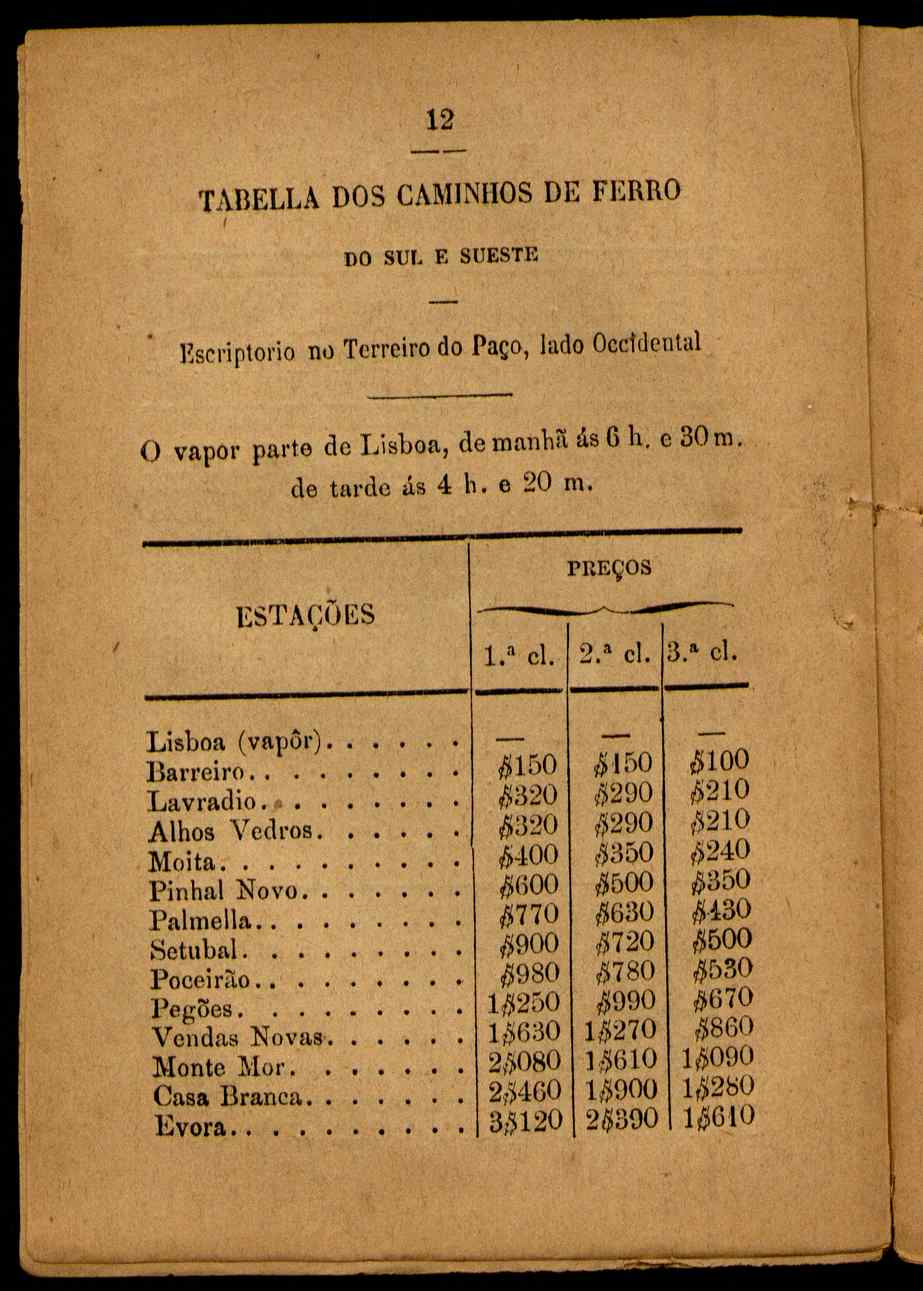 12
TABELLA DOS CAMINHOS DE FERRO
DO SUL E SUESTE
Escriptorio no Terreiro do Paço, lado Occidental
O vapor parte de Lisboa, de manhã ás 6 h. e 30 m.
de tarde ás 4 h. e 20 m.
ESTAÇÕES PREÇOS
1.ª cl. 2.ª cl. 3.ª cl.
Lisboa (vapôr). . . . . . — — —
Barreiro. . . . . . . . . $150 $150 $100
Lavradio. . . . . . . . . $320 $290 $210
Alhos Vedros. . . . . . $320 $290 $210
Moita. . . . . . . . . . $400 $350 $240
Pinhal Novo. . . . . . . $600 $500 $350
Palmella. . . . . . . . . $770 $630 $430
Setubal. . . . . . . . . $900 $720 $500
Poceirão. . . . . . . . . $980 $780 $530
Pegões. . . . . . . . . 1$250 $990 $670
Vendas Novas. . . . . . 1$630 1$270 $860
Monte Mor. . . . . . . 2$080 1$610 1$090
Casa Branca. . . . . . . 2$460 1$900 1$280
Evora. . . . . . . . . . 3$120 2$390 1$610